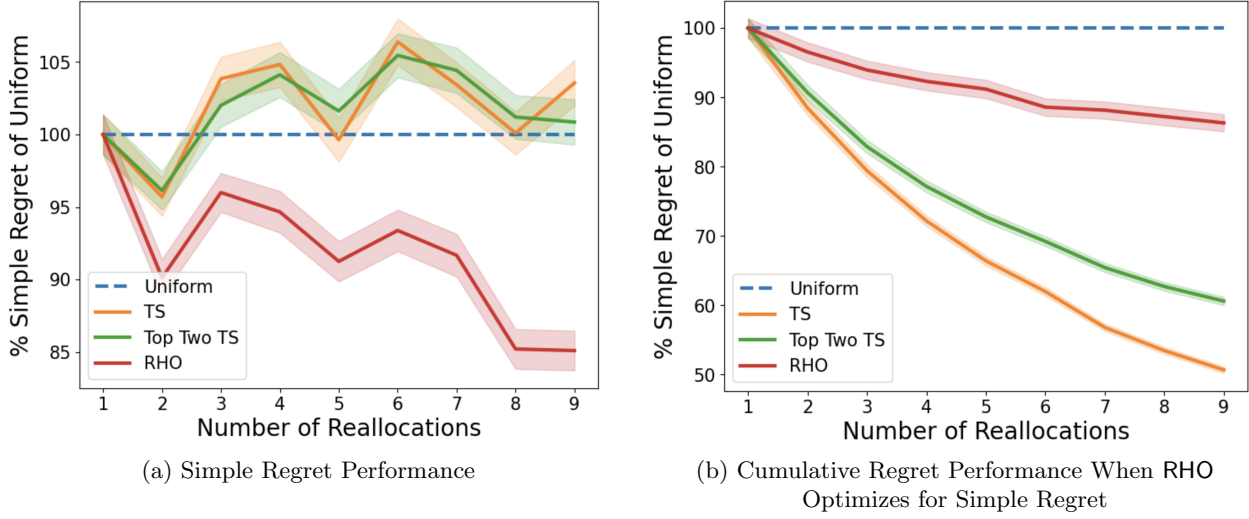 % Simple Regret of Uniform
105
100
95
90
85
Uniform
TS
Top Two TS
RHO
1 2 3 4 5 6 7 8 9
Number of Reallocations
(a) Simple Regret Performance
% Simple Regret of Uniform
100
90
80
70
60
50
Uniform
TS
Top Two TS
RHO
1 2 3 4 5 6 7 8 9
Number of Reallocations
(b) Cumulative Regret Performance When RHO
Optimizes for Simple Regret